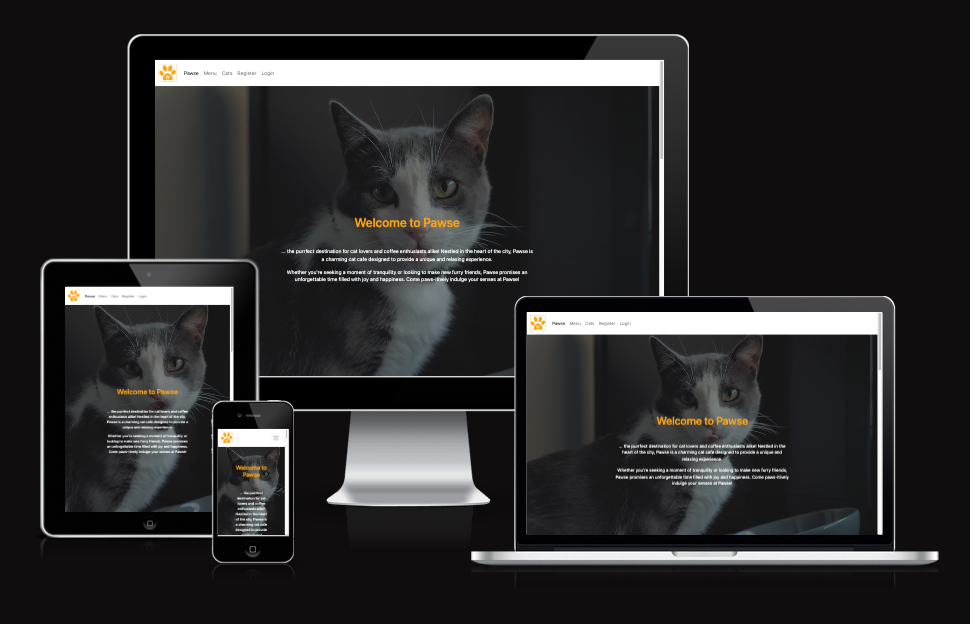 Pawse Menu Cats Register Login
Welcome to Pawse
... the purrfect destination for cat lovers and coffee enthusiasts alike! Nestled in the heart of the city, Pawse is
a charming cat cafe designed to provide a unique and relaxing experience.
Whether you're seeking a moment of tranquility or looking to make new furry friends, Pawse promises an
unforgettable time filled with joy and happiness. Come paws-itively indulge your senses at Pawse!
Pawse Menu Cats Register Login
Welcome to Pawse
... the purrfect destination for cat lovers and coffee
enthusiasts alike! Nestled in the heart of the city,
Pawse is a charming cat cafe designed to provide a
unique and relaxing experience.
Whether you're seeking a moment of tranquility or
looking to make new furry friends, Pawse promises
an unforgettable time filled with joy and happiness.
Come paws-itively indulge your senses at Pawse!
Welcome to
Pawse
... the purrfect
destination for cat
lovers and coffee
enthusiasts alike!
Nestled in the heart
of the city, Pawse is
a charming cat cafe
designed to provide
a unique and relaxing
Pawse Menu Cats Register Login
Welcome to Pawse
... the purrfect destination for cat lovers and coffee enthusiasts alike! Nestled in the
heart of the city, Pawse is a charming cat cafe designed to provide a unique and
relaxing experience.
Whether you're seeking a moment of tranquility or looking to make new furry friends,
Pawse promises an unforgettable time filled with joy and happiness. Come paws-itively
indulge your senses at Pawse!